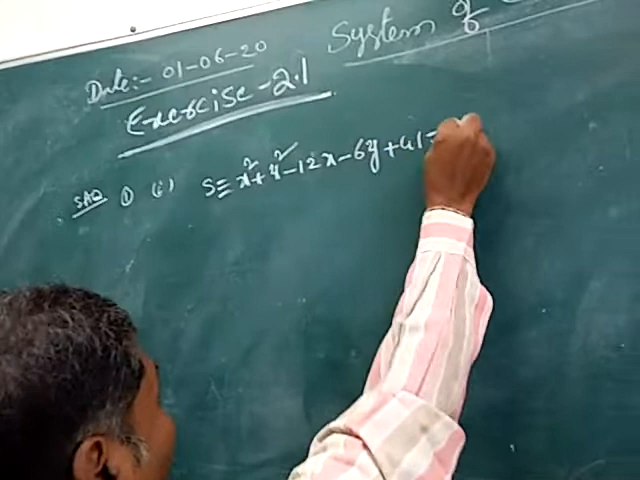 System of
Date:- 01-06-20
Exercise-2.1
SAQ ① (i) S ≡ x² + y² - 12x - 6y + 41 =